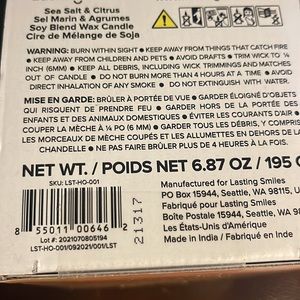 Sea Salt & Citrus
Sel Marin & Agrumes
Soy Blend Wax Candle
Cire de Mélange de Soja
WARNING: BURN WITHIN SIGHT • KEEP AWAY FROM THINGS THAT CATCH FIRE
• KEEP AWAY FROM CHILDREN AND PETS • AVOID DRAFTS • TRIM WICK TO ¼
INCH (6MM) • KEEP ALL DEBRIS, INCLUDING WICK TRIMMINGS AND MATCHES
OUT OF CANDLE • DO NOT BURN MORE THAN 4 HOURS AT A TIME. • AVOID
DIRECT INHALATION OF ANY SMOKE • DO NOT EXTINGUISH WITH WATER.
MISE EN GARDE: BRÛLER À PORTÉE DE VUE • GARDER ÉLOIGNÉ D'OBJETS
QUI RISQUENT DE PRENDRE FEU • GARDER HORS DE LA PORTÉE DES
ENFANTS ET DES ANIMAUX DOMESTIQUES • ÉVITER LES COURANTS D'AIR •
COUPER LA MÈCHE À ¼ PO (6 MM) • GARDER TOUS LES DÉBRIS, Y COMPRIS
LES MORCEAUX DE MÈCHE COUPÉS ET LES ALLUMETTES EN DEHORS DE LA
CHANDELLE • NE PAS FAIRE BRÛLER PLUS DE 4 HEURES À LA FOIS.
NET WT. / POIDS NET 6.87 OZ / 195 G
SKU: LST-HO-001
8 55011 00646 2
Lot #: 2021070805194
LST-HO-001/092021/001/LST
21317
Manufactured for Lasting Smiles
PO Box 15944, Seattle, WA 98115,
Fabriqué pour Lasting Smiles
Boîte Postale 15944, Seattle, WA 98115,
Les États-Unis d'Amérique
Made in India / Fabriqué en Inde